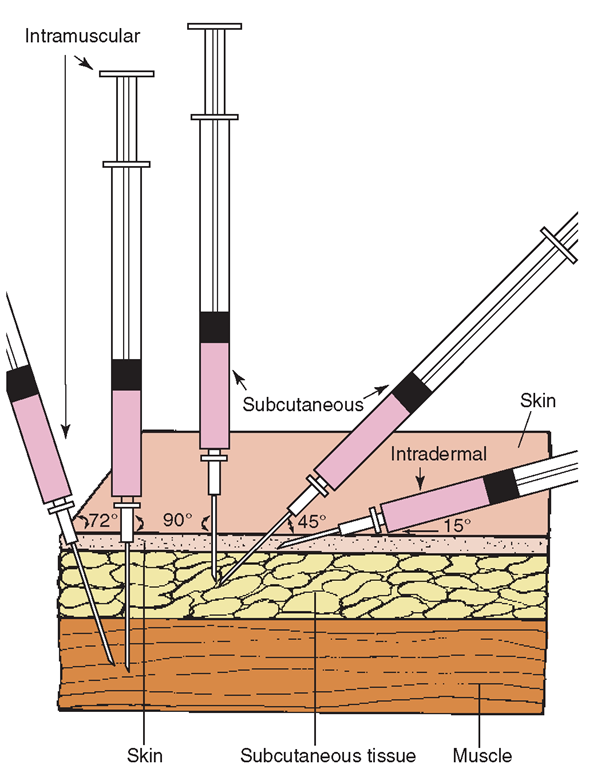 Intramuscular
Subcutaneous
Skin
Intradermal
72°
90°
45°
15°
Skin
Subcutaneous tissue
Muscle